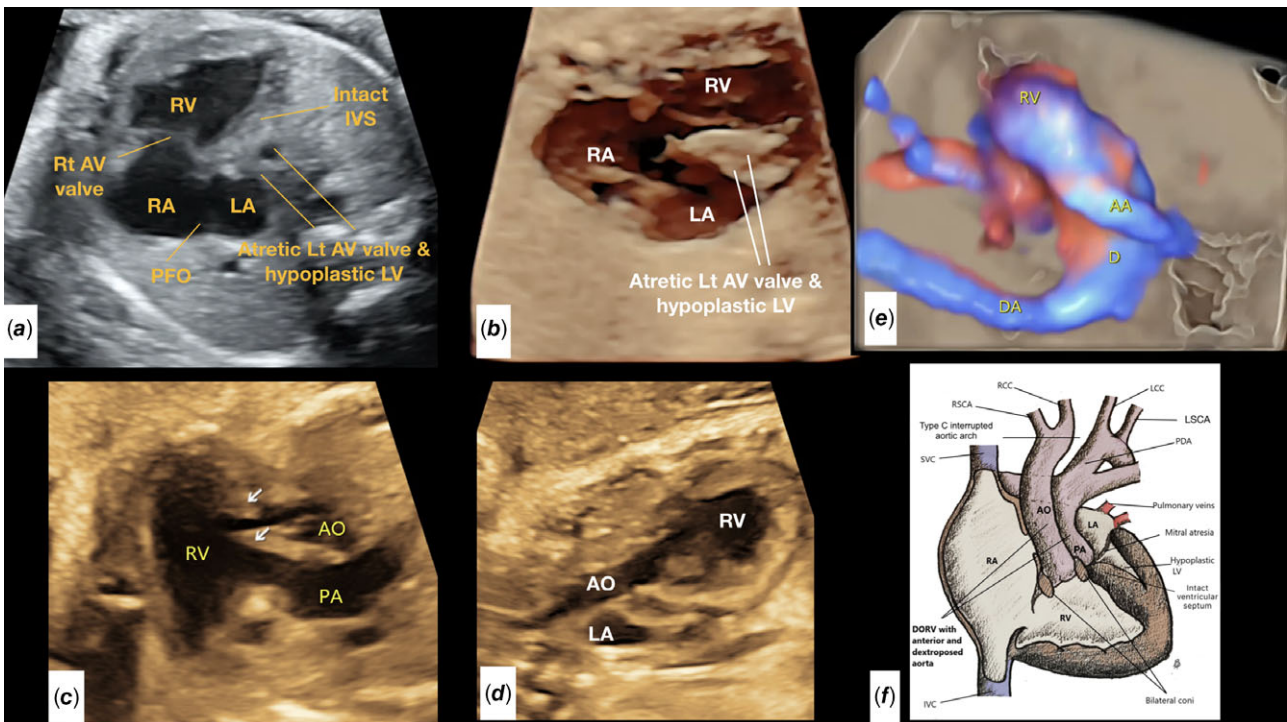 RV
Intact
IVS
Rt AV
valve
RA
LA
PFO
Atretic Lt AV valve &
hypoplastic LV
(a)
RV
RA
LA
Atretic Lt AV valve &
hypoplastic LV
(b)
RV
AA
D
DA
(e)
RV
AO
PA
(c)
RV
AO
LA
(d)
RCC
LCC
RSCA
LSCA
Type C interrupted
aortic arch
PDA
SVC
Pulmonary veins
AO
LA
Mitral atresia
PA
RA
Hypoplastic
LV
Intact
ventricular
septum
RV
DORV with
anterior and
dextroposed
aorta
Bilateral coni
IVC
(f)